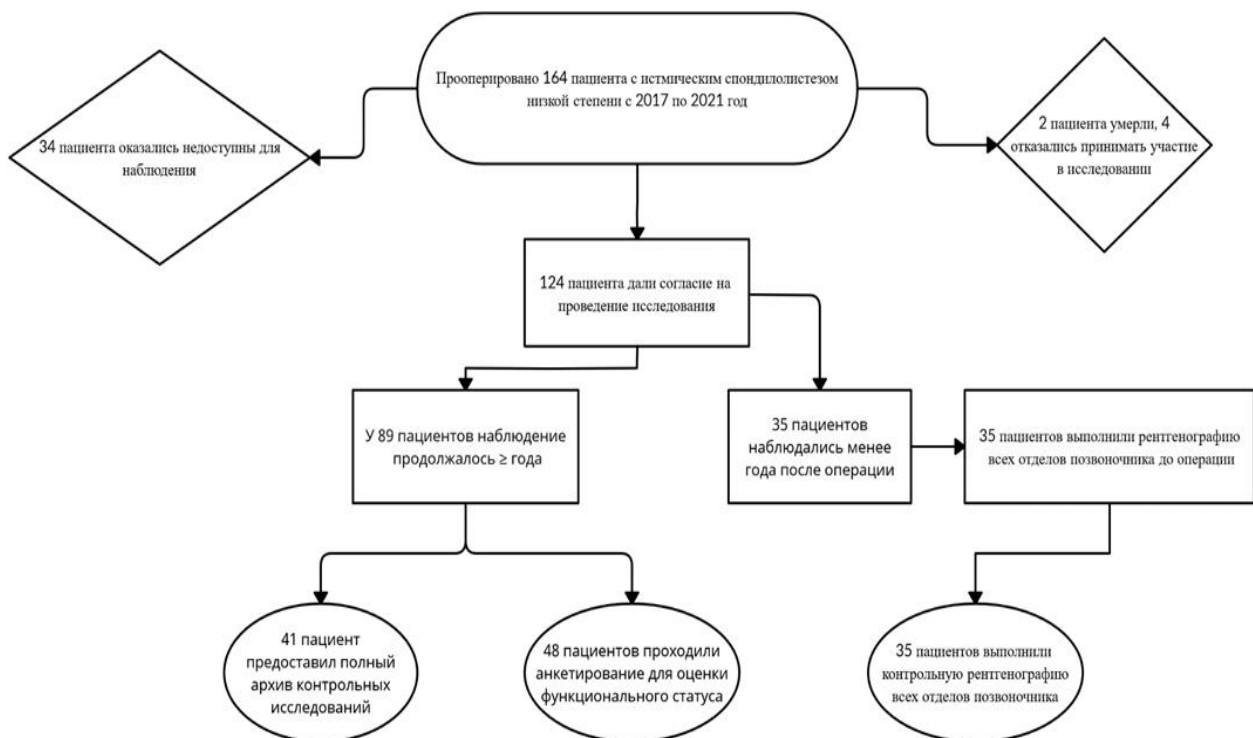 Прооперировано 164 пациента с истмическим спондилолистезом
низкой степени с 2017 по 2021 год
34 пациента оказались недоступны для
наблюдения
2 пациента умерли, 4
отказались принимать участие
в исследовании
124 пациента дали согласие на
проведение исследования
У 89 пациентов наблюдение
продолжалось ≥ года
35 пациентов
наблюдались менее
года после операции
35 пациентов выполнили рентгенографию
всех отделов позвоночника до операции
41 пациент
предоставил полный
архив контрольных
исследований
48 пациентов проходили
анкетирование для оценки
функционального статуса
35 пациентов выполнили
контрольную рентгенографию
всех отделов позвоночника